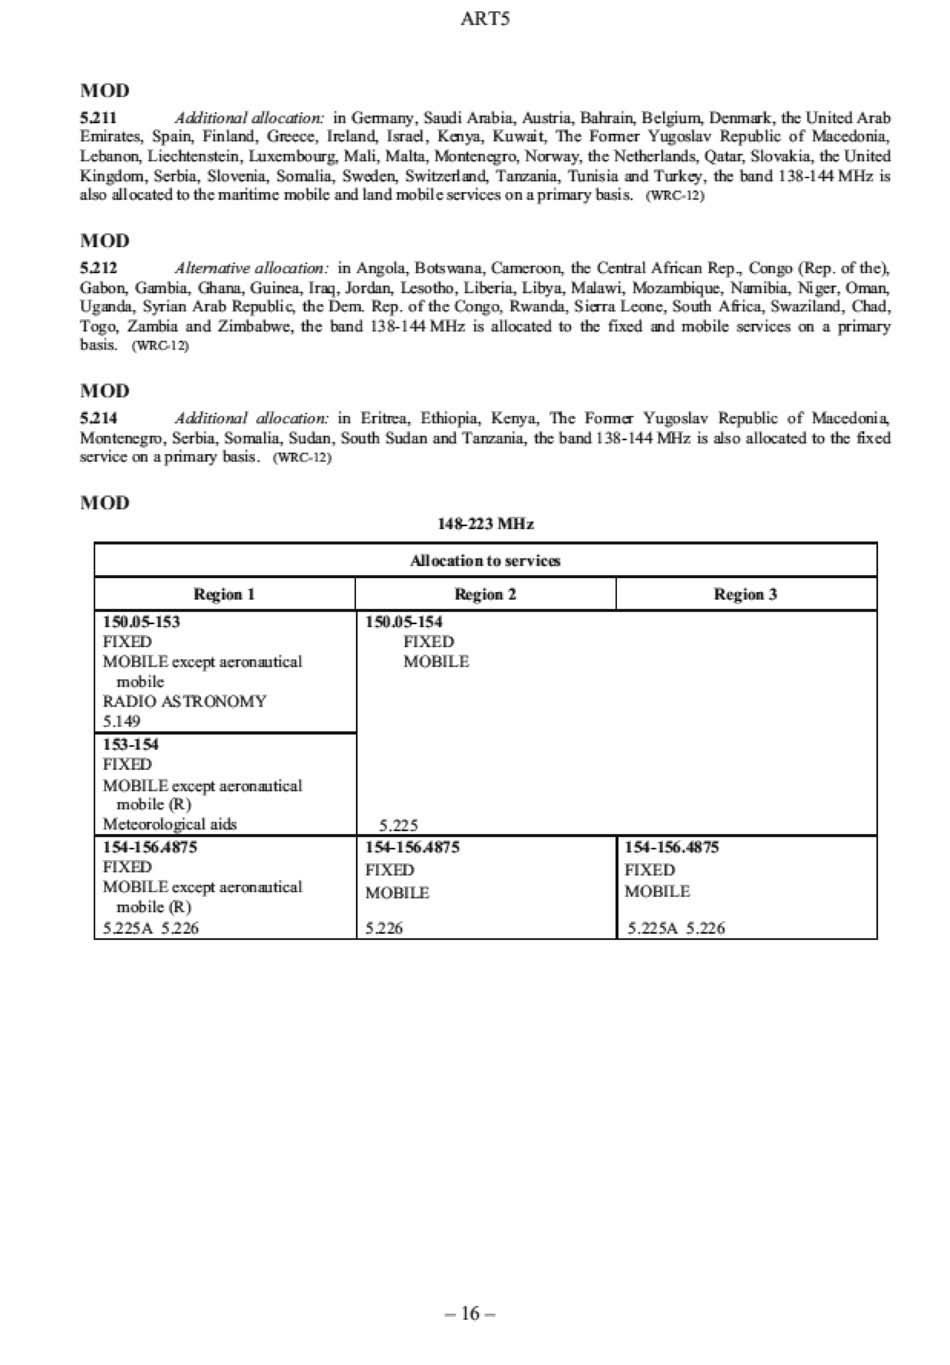 ART5
MOD
5.211 Additional allocation: in Germany, Saudi Arabia, Austria, Bahrain, Belgium, Denmark, the United Arab
Emirates, Spain, Finland, Greece, Ireland, Israel, Kenya, Kuwait, The Former Yugoslav Republic of Macedonia,
Lebanon, Liechtenstein, Luxembourg, Mali, Malta, Montenegro, Norway, the Netherlands, Qatar, Slovakia, the United
Kingdom, Serbia, Slovenia, Somalia, Sweden, Switzerland, Tanzania, Tunisia and Turkey, the band 138-144 MHz is
also allocated to the maritime mobile and land mobile services on a primary basis. (WRC-12)
MOD
5.212 Alternative allocation: in Angola, Botswana, Cameroon, the Central African Rep., Congo (Rep. of the),
Gabon, Gambia, Ghana, Guinea, Iraq, Jordan, Lesotho, Liberia, Libya, Malawi, Mozambique, Namibia, Niger, Oman,
Uganda, Syrian Arab Republic, the Dem. Rep. of the Congo, Rwanda, Sierra Leone, South Africa, Swaziland, Chad,
Togo, Zambia and Zimbabwe, the band 138-144 MHz is allocated to the fixed and mobile services on a primary
basis. (WRC-12)
MOD
5.214 Additional allocation: in Eritrea, Ethiopia, Kenya, The Former Yugoslav Republic of Macedonia,
Montenegro, Serbia, Somalia, Sudan, South Sudan and Tanzania, the band 138-144 MHz is also allocated to the fixed
service on a primary basis. (WRC-12)
MOD
148-223 MHz
Allocation to services
Region 1 Region 2 Region 3
150.05-153
FIXED
MOBILE except aeronautical
mobile
RADIO ASTRONOMY
5.149
153-154
FIXED
MOBILE except aeronautical
mobile (R)
Meteorological aids
150.05-154
FIXED
MOBILE
5.225
154-156.4875
FIXED
MOBILE except aeronautical
mobile (R)
5.225A 5.226
154-156.4875
FIXED
MOBILE
5.226
154-156.4875
FIXED
MOBILE
5.225A 5.226
– 16 –